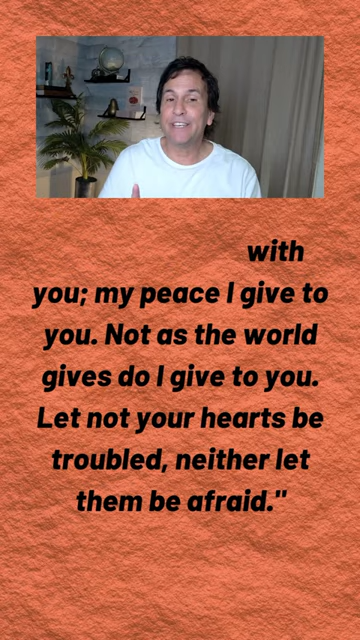 with
you; my peace I give to
you. Not as the world
gives do I give to you.
Let not your hearts be
troubled, neither let
them be afraid."